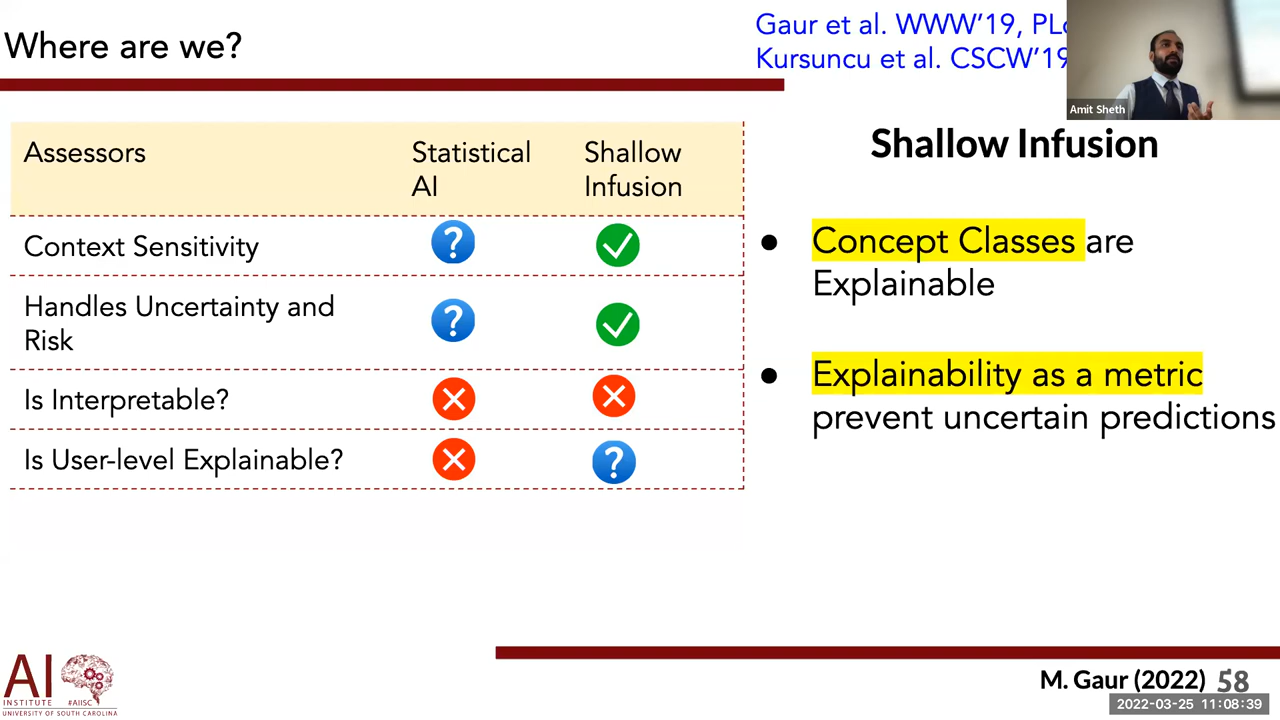 Where are we?
Gaur et al. WWW'19,
Kursuncu et al. CSCW'19
Amit Sheth
Assessors
Statistical AI
Shallow Infusion
Context Sensitivity
Handles Uncertainty and
Risk
Is Interpretable?
Is User-level Explainable?
Shallow Infusion
● Concept Classes are
Explainable
● Explainability as a metric
prevent uncertain predictions
AI
INSTITUTE #AIISC
UNIVERSITY OF SOUTH CAROLINA
M. Gaur (2022) 58
2022-03-25 11:08:39